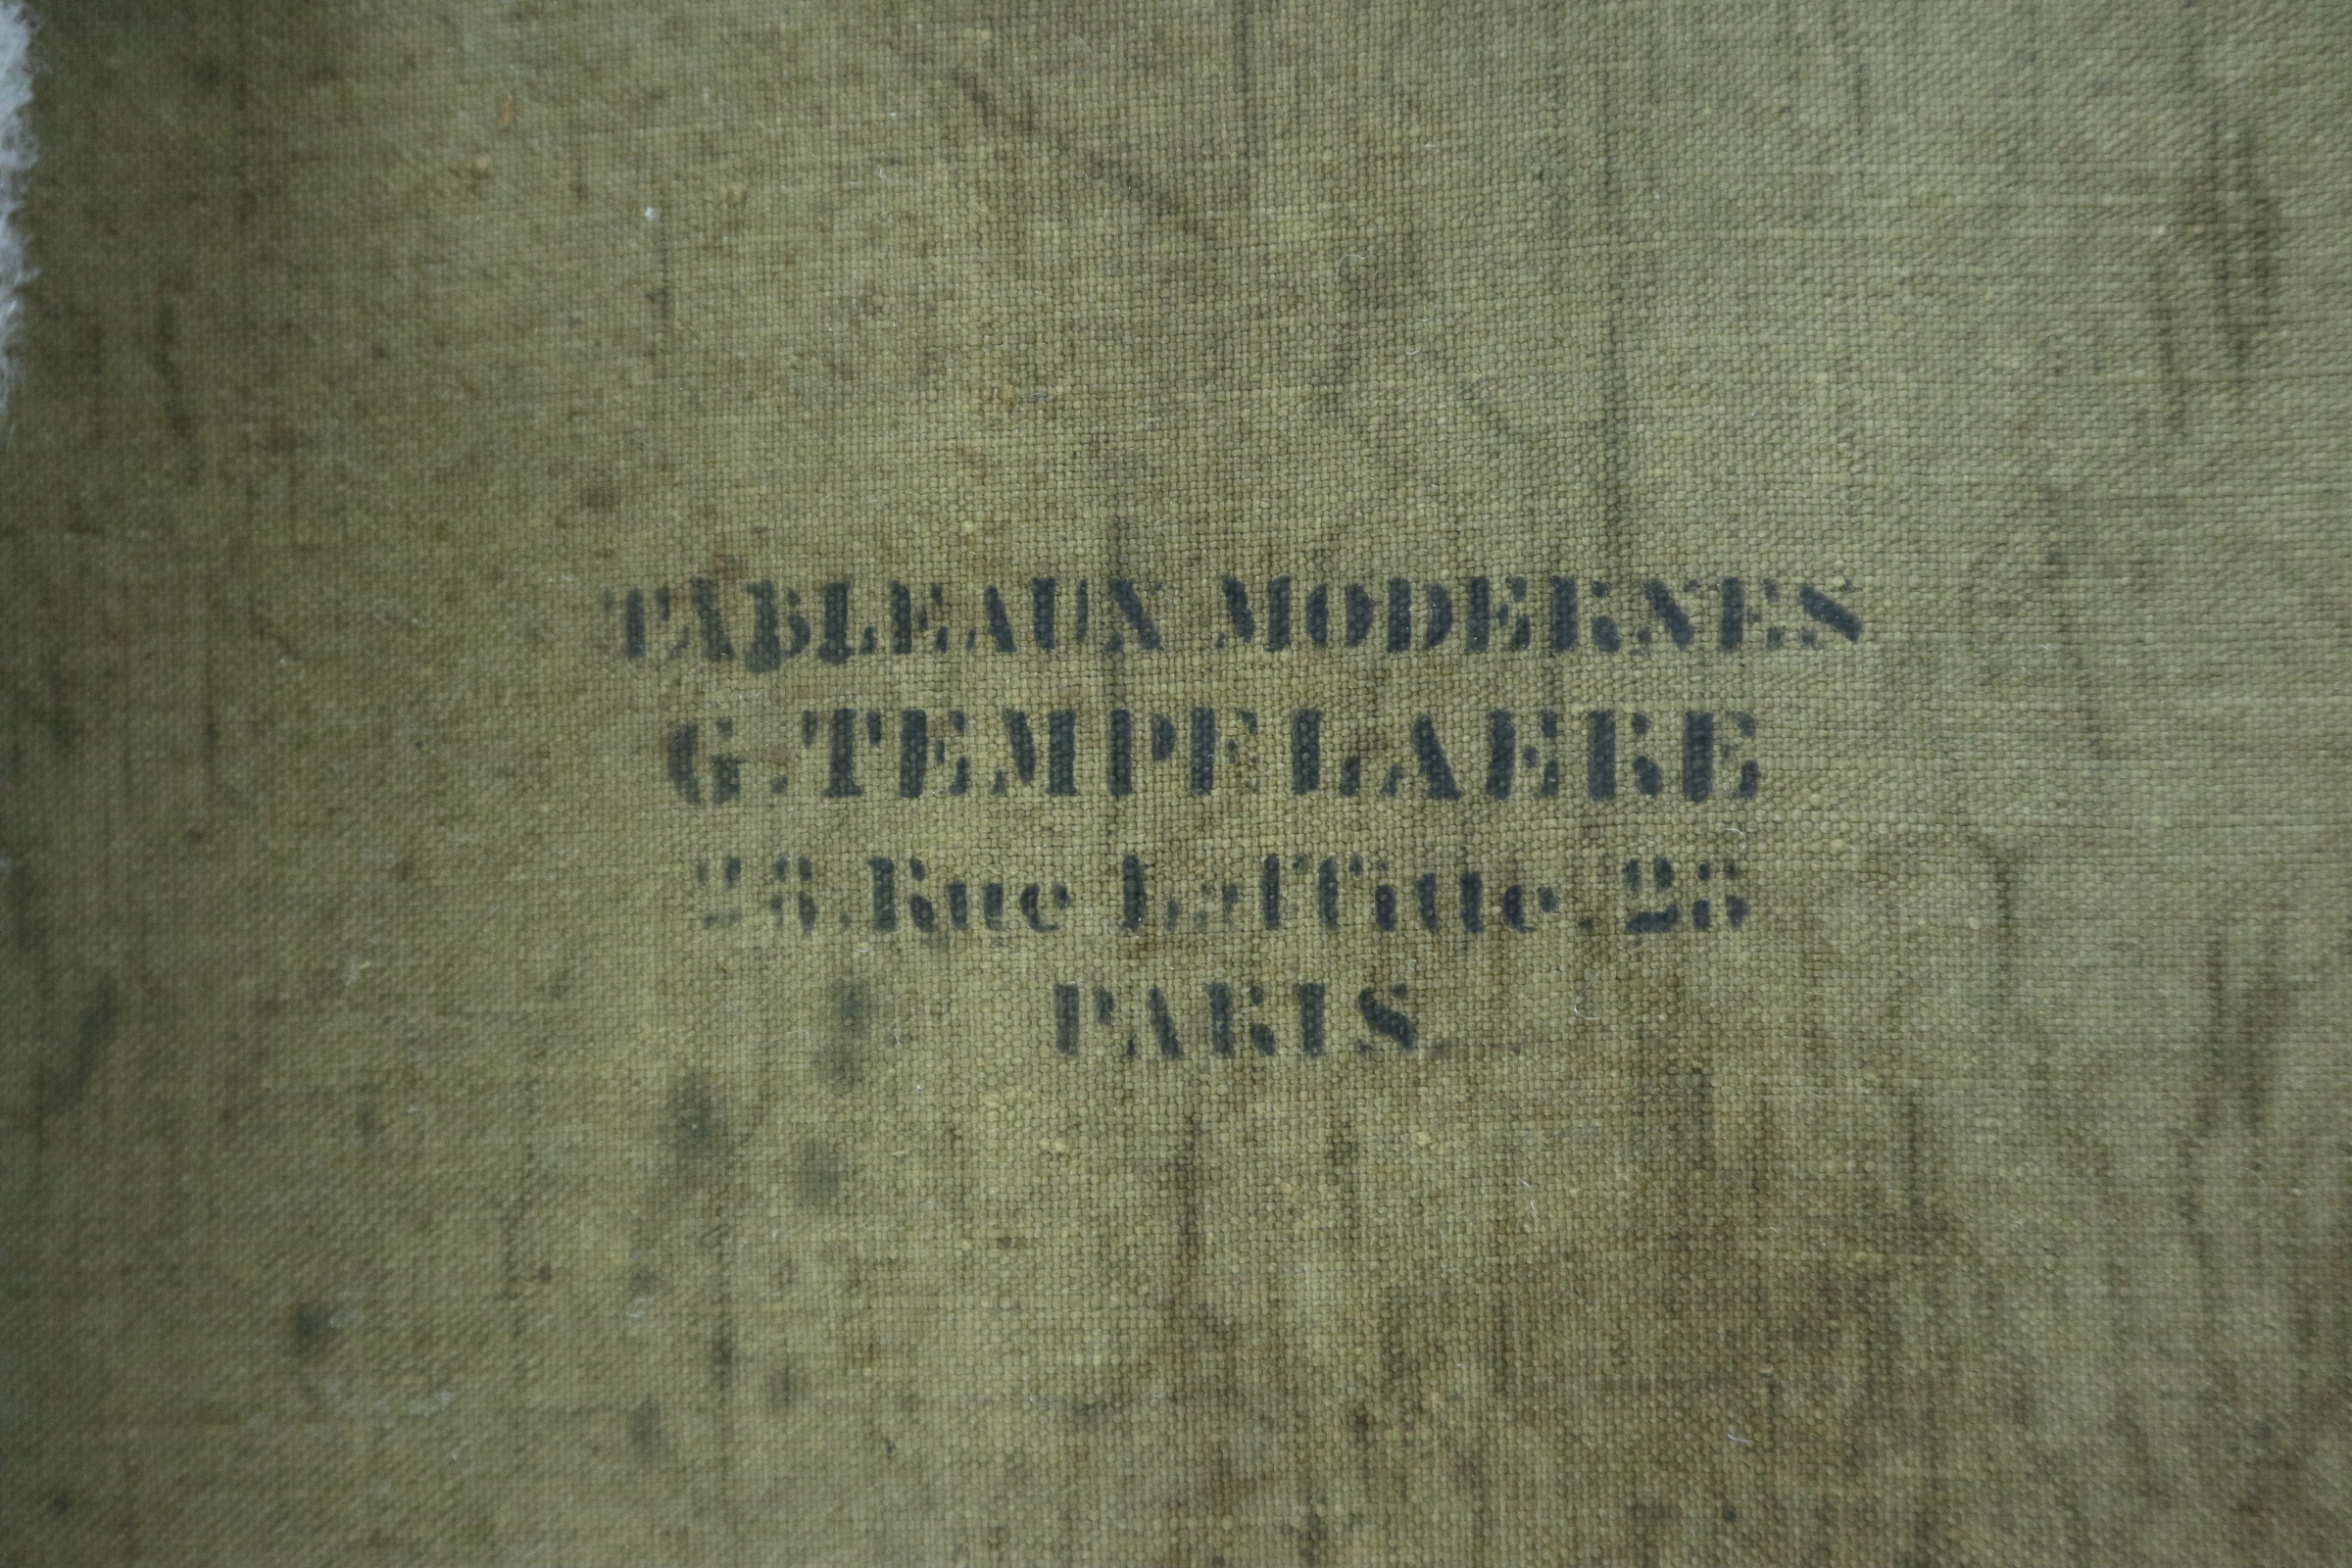 TABLEAUX MODERNES
G. TEMPELAERE
28. Rue Laffitte. 28
PARIS.